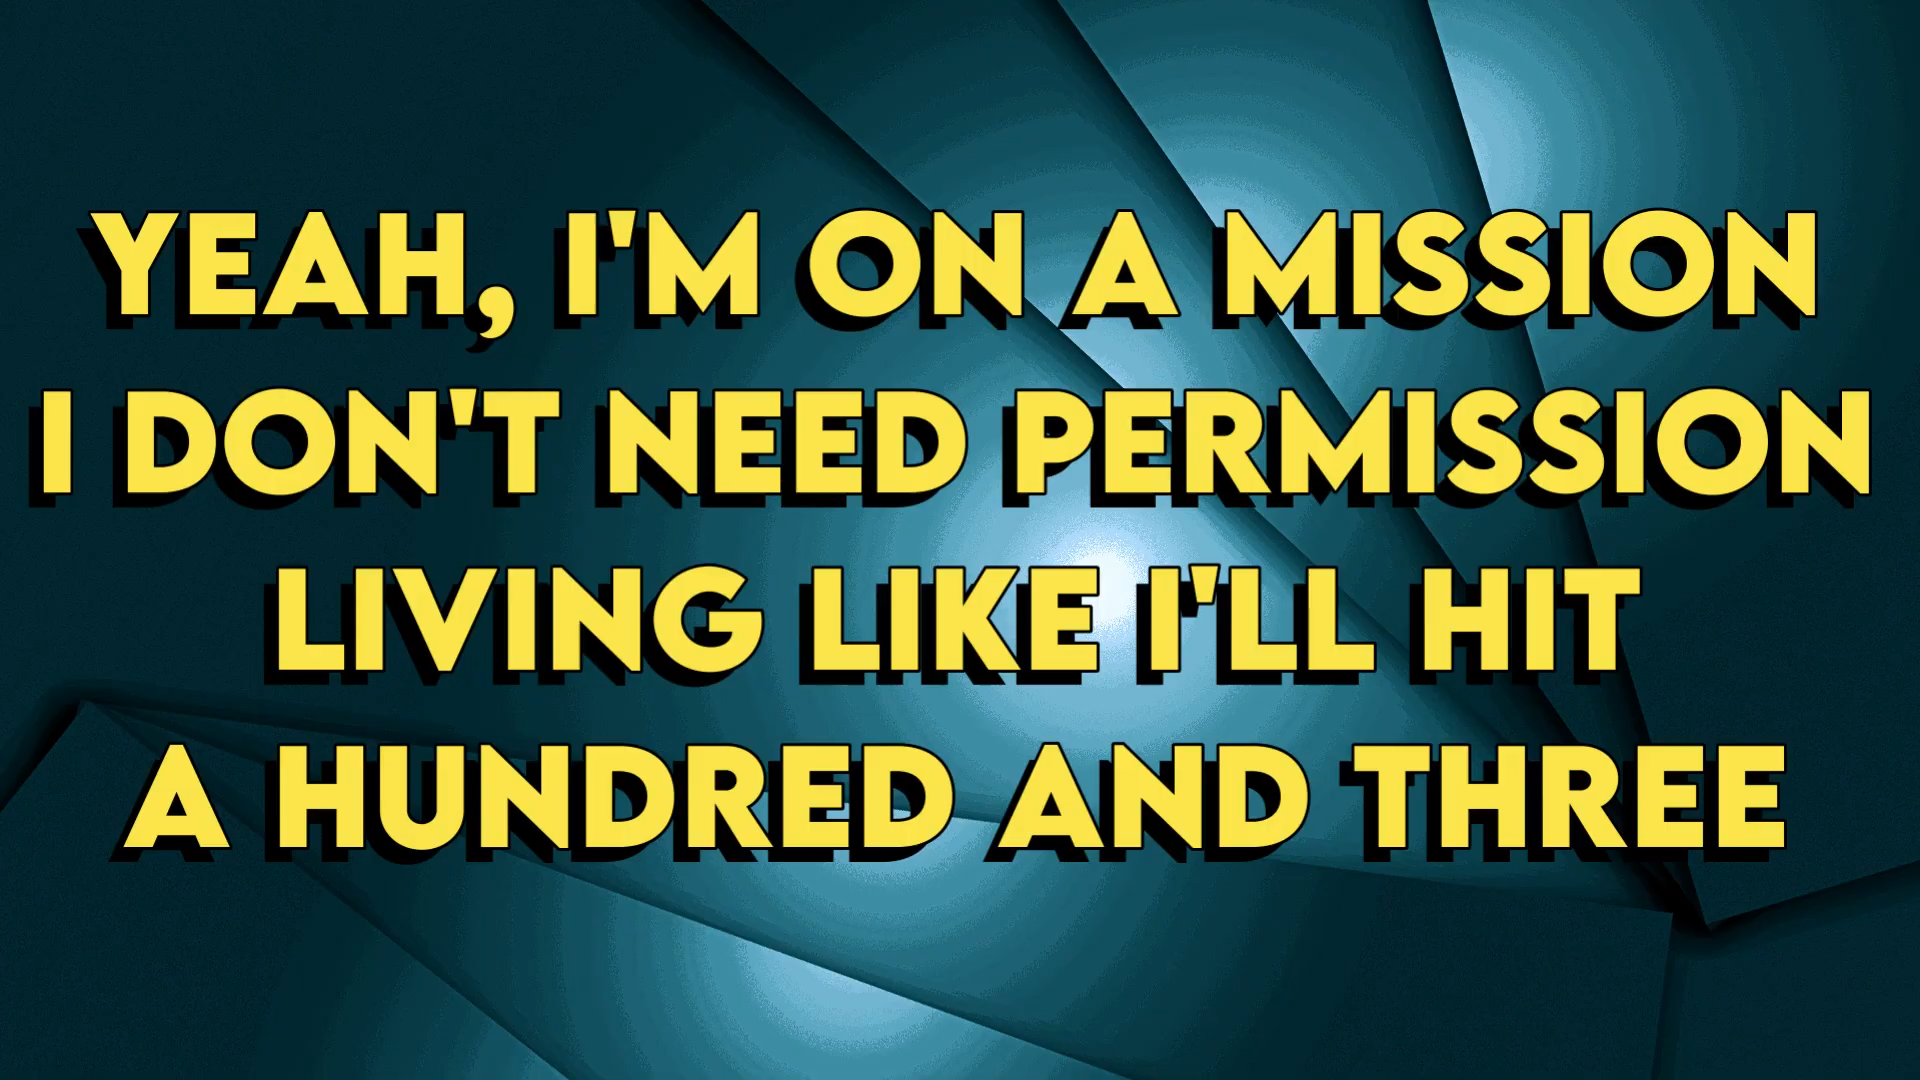 YEAH, I'M ON A MISSION
I DON'T NEED PERMISSION
LIVING LIKE I'LL HIT
A HUNDRED AND THREE